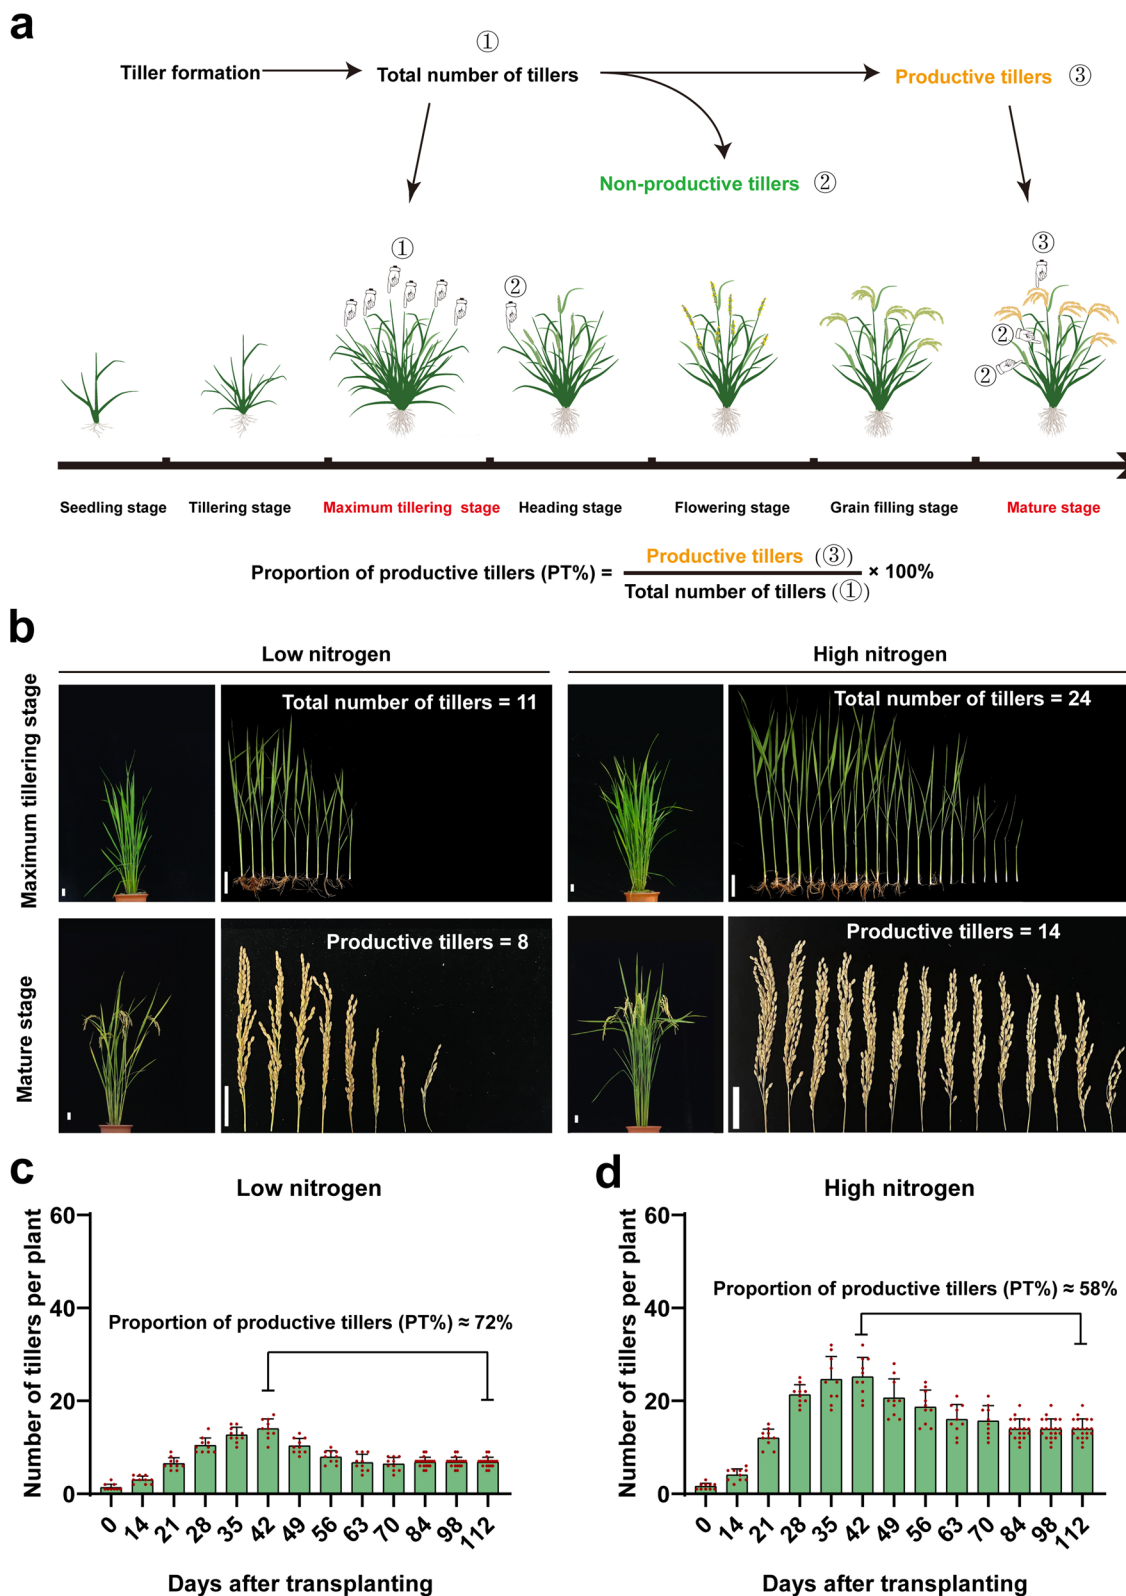 a
①
Tiller formation
Total number of tillers
Productive tillers ③
Non-productive tillers ②
①
②
③
②
②
Seedling stage
Tillering stage
Maximum tillering stage
Heading stage
Flowering stage
Grain filling stage
Mature stage
Proportion of productive tillers (PT%) = Productive tillers (③) / Total number of tillers (①) × 100%
b
Low nitrogen
High nitrogen
Maximum tillering stage
Total number of tillers = 11
Total number of tillers = 24
Mature stage
Productive tillers = 8
Productive tillers = 14
c
Low nitrogen
Number of tillers per plant
60
40
20
0
Proportion of productive tillers (PT%) ≈ 72%
0 14 21 28 35 42 49 56 63 70 84 98 112
Days after transplanting
d
High nitrogen
Number of tillers per plant
60
40
20
0
Proportion of productive tillers (PT%) ≈ 58%
0 14 21 28 35 42 49 56 63 70 84 98 112
Days after transplanting